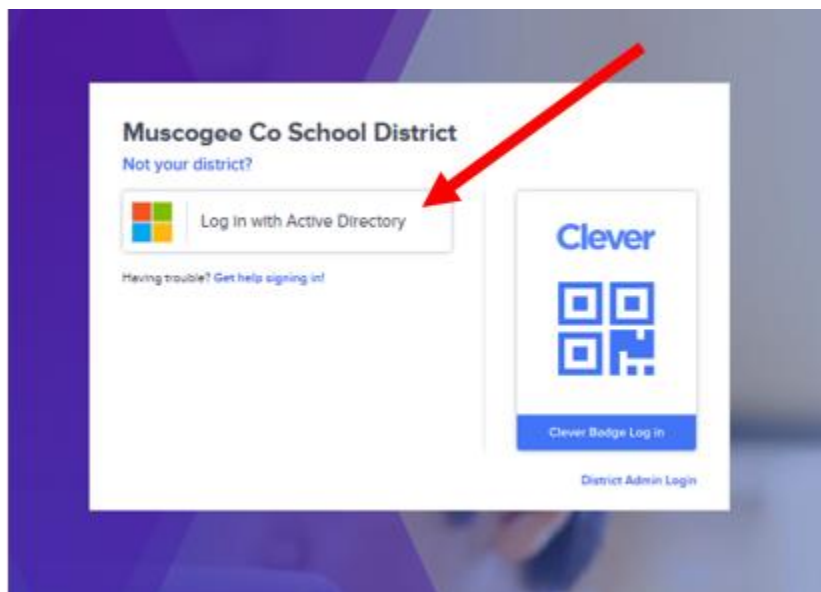 Muscogee Co School District
Not your district?
Log in with Active Directory
Having trouble? Get help signing in!
Clever
Clever Badge Log in
District Admin Login